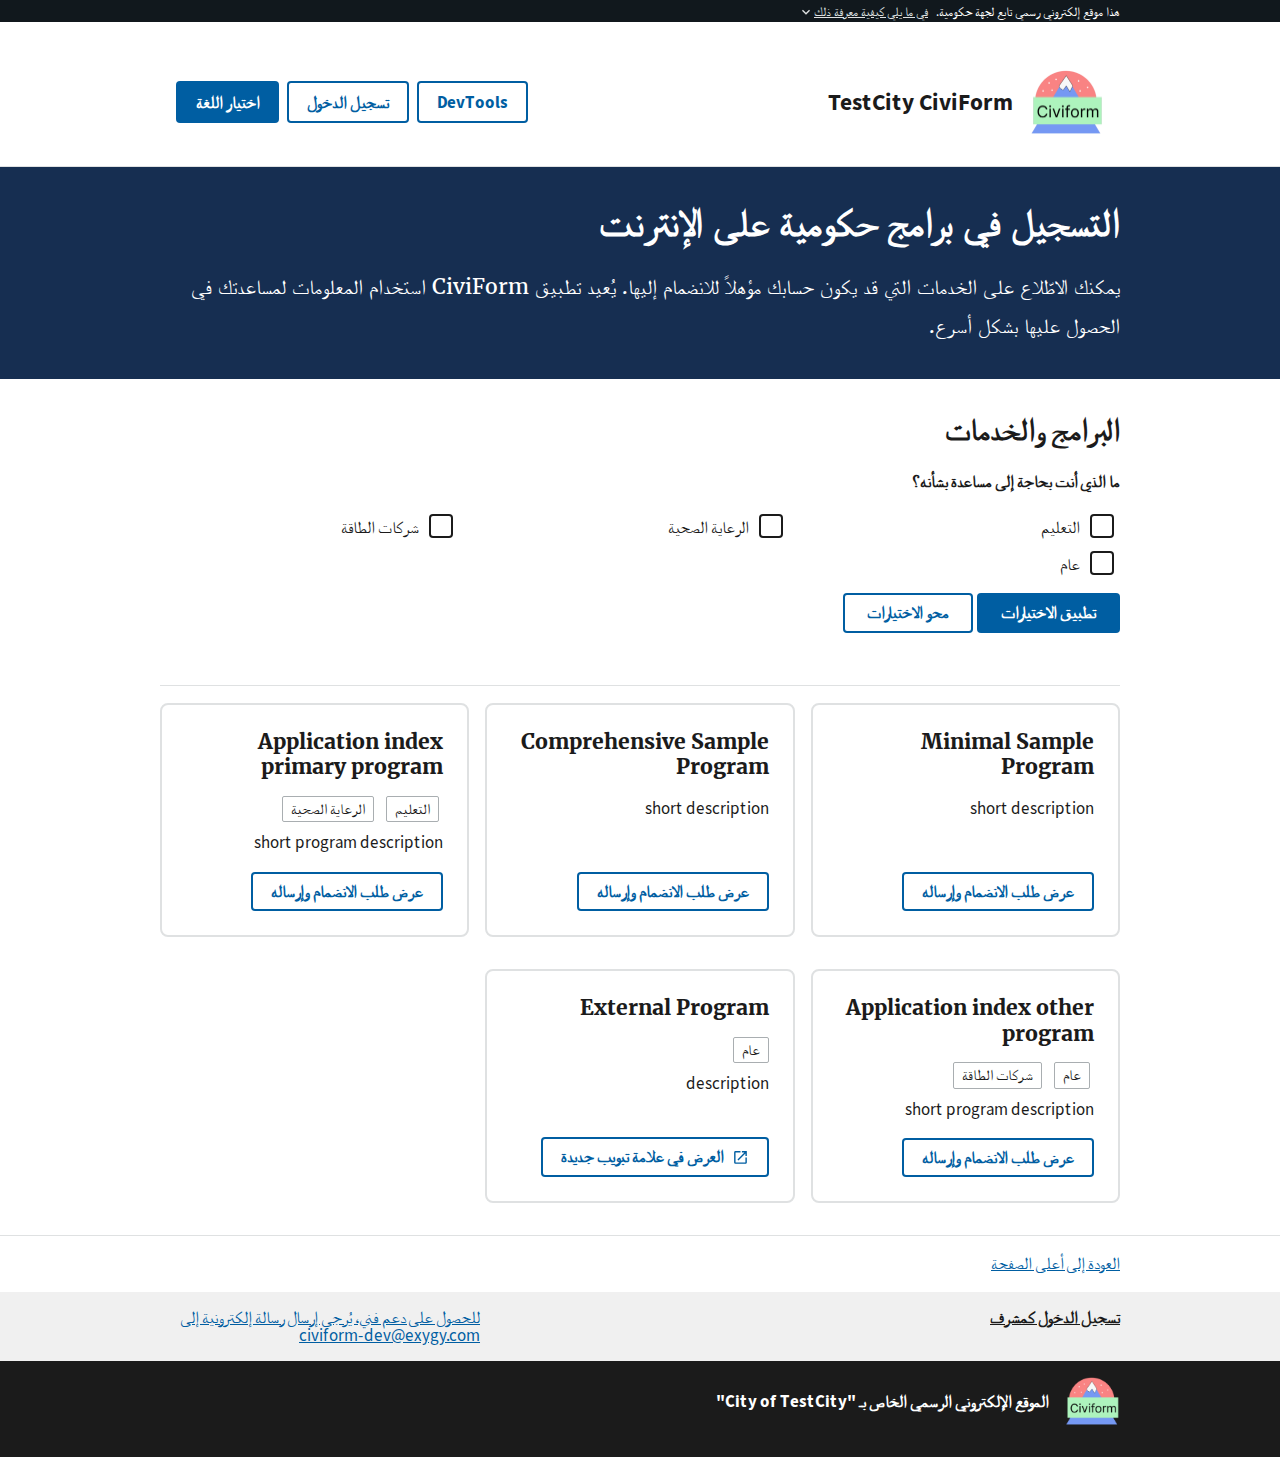 هذا موقع إلكتروني رسمي تابع لجهة حكومية. في ما يلي كيفية معرفة ذلك
Civiform
TestCity CiviForm
DevTools
تسجيل الدخول
اختيار اللغة
التسجيل في برامج حكومية على الإنترنت
يمكنك الاطّلاع على الخدمات التي قد يكون حسابك مؤهلاً للانضمام إليها. يُعيد تطبيق CiviForm استخدام المعلومات لمساعدتك في
الحصول عليها بشكل أسرع.
البرامج والخدمات
ما الذي أنت بحاجة إلى مساعدة بشأنه؟
التعليم
الرعاية الصحية
شركات الطاقة
عام
تطبيق الاختيارات
محو الاختيارات
Minimal Sample
Program
short description
عرض طلب الانضمام وإرساله
Comprehensive Sample
Program
short description
عرض طلب الانضمام وإرساله
Application index
primary program
التعليم
الرعاية الصحية
short program description
عرض طلب الانضمام وإرساله
Application index other
program
عام
شركات الطاقة
short program description
عرض طلب الانضمام وإرساله
External Program
عام
description
العرض في علامة تبويب جديدة
العودة إلى أعلى الصفحة
تسجيل الدخول كمشرف
للحصول على دعم فني، يُرجى إرسال رسالة إلكترونية إلى
civiform-dev@exygy.com
Civiform
الموقع الإلكتروني الرسمي الخاص بـ "City of TestCity"